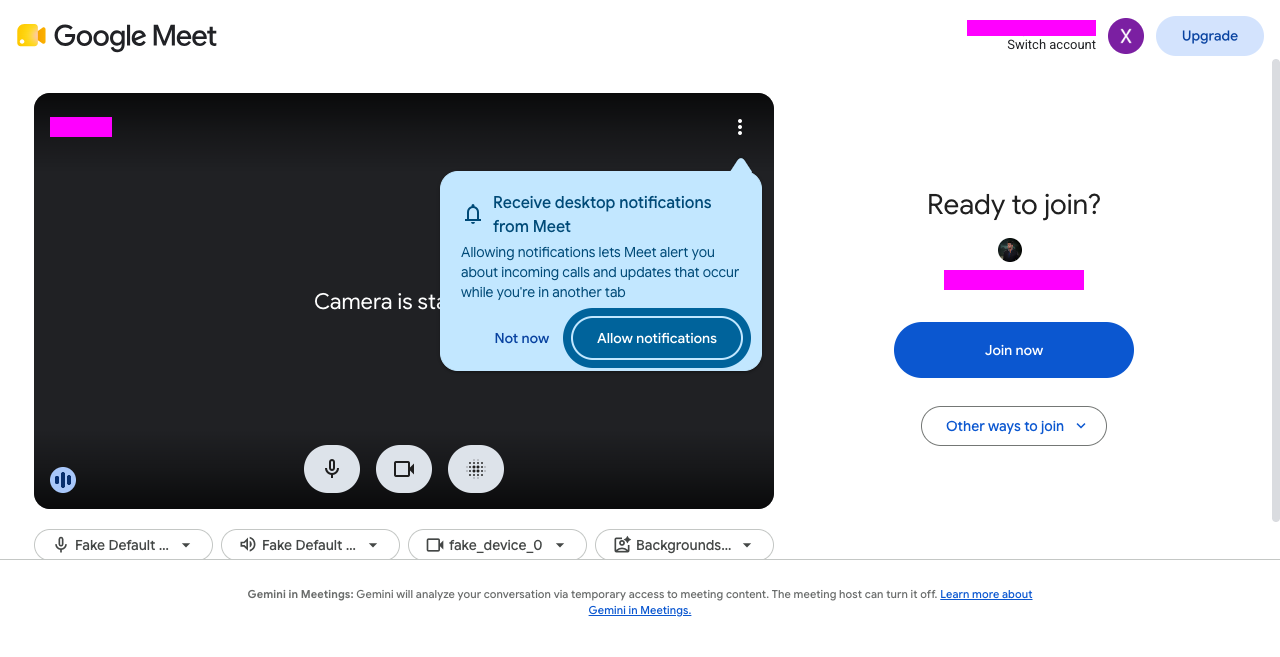 Google Meet
Switch account
X
Upgrade
Receive desktop notifications
from Meet
Allowing notifications lets Meet alert you
about incoming calls and updates that occur
while you're in another tab
Camera is sta
Not now
Allow notifications
Ready to join?
Join now
Other ways to join
Fake Default ...
Fake Default ...
fake_device_0
Backgrounds...
Gemini in Meetings: Gemini will analyze your conversation via temporary access to meeting content. The meeting host can turn it off. Learn more about
Gemini in Meetings.